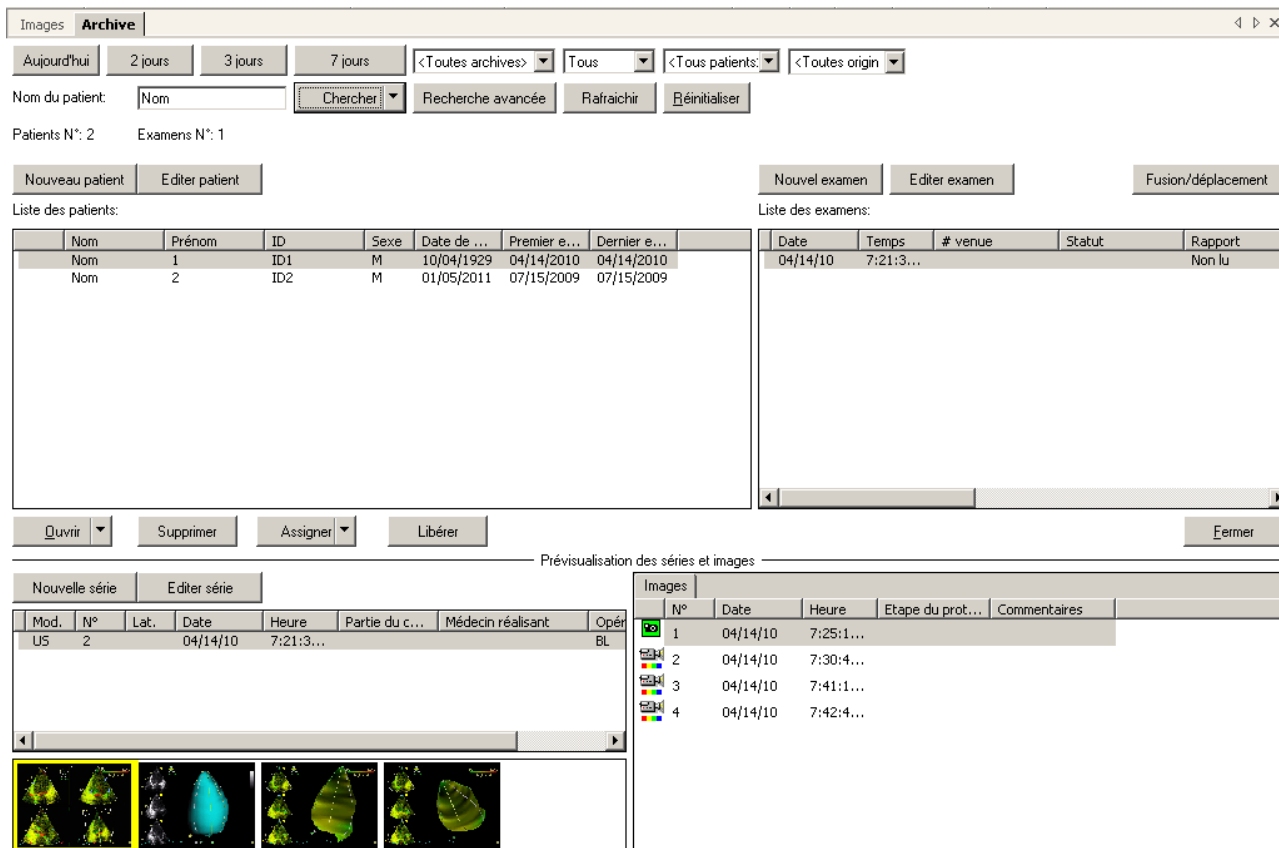 Images Archive
Aujourd'hui 2 jours 3 jours 7 jours <Toutes archives> Tous <Tous patients: <Toutes origin
Nom du patient: Nom Chercher Recherche avancée Rafraichir Réinitialiser
Patients N°: 2 Examens N°: 1
Nouveau patient Editer patient Nouvel examen Editer examen Fusion/déplacement
Liste des patients: Liste des examens:
Nom Prénom ID Sexe Date de ... Premier e... Dernier e... Date Temps # venue Statut Rapport
Nom 1 ID1 M 10/04/1929 04/14/2010 04/14/2010 04/14/10 7:21:3... Non lu
Nom 2 ID2 M 01/05/2011 07/15/2009 07/15/2009
Ouvrir Supprimer Assigner Libérer Fermer
Prévisualisation des séries et images
Nouvelle série Editer série Images
Mod. N° Lat. Date Heure Partie du c... Médecin réalisant Opér
US 2 04/14/10 7:21:3... BL
N° Date Heure Etape du prot... Commentaires
1 04/14/10 7:25:1...
2 04/14/10 7:30:4...
3 04/14/10 7:41:1...
4 04/14/10 7:42:4...